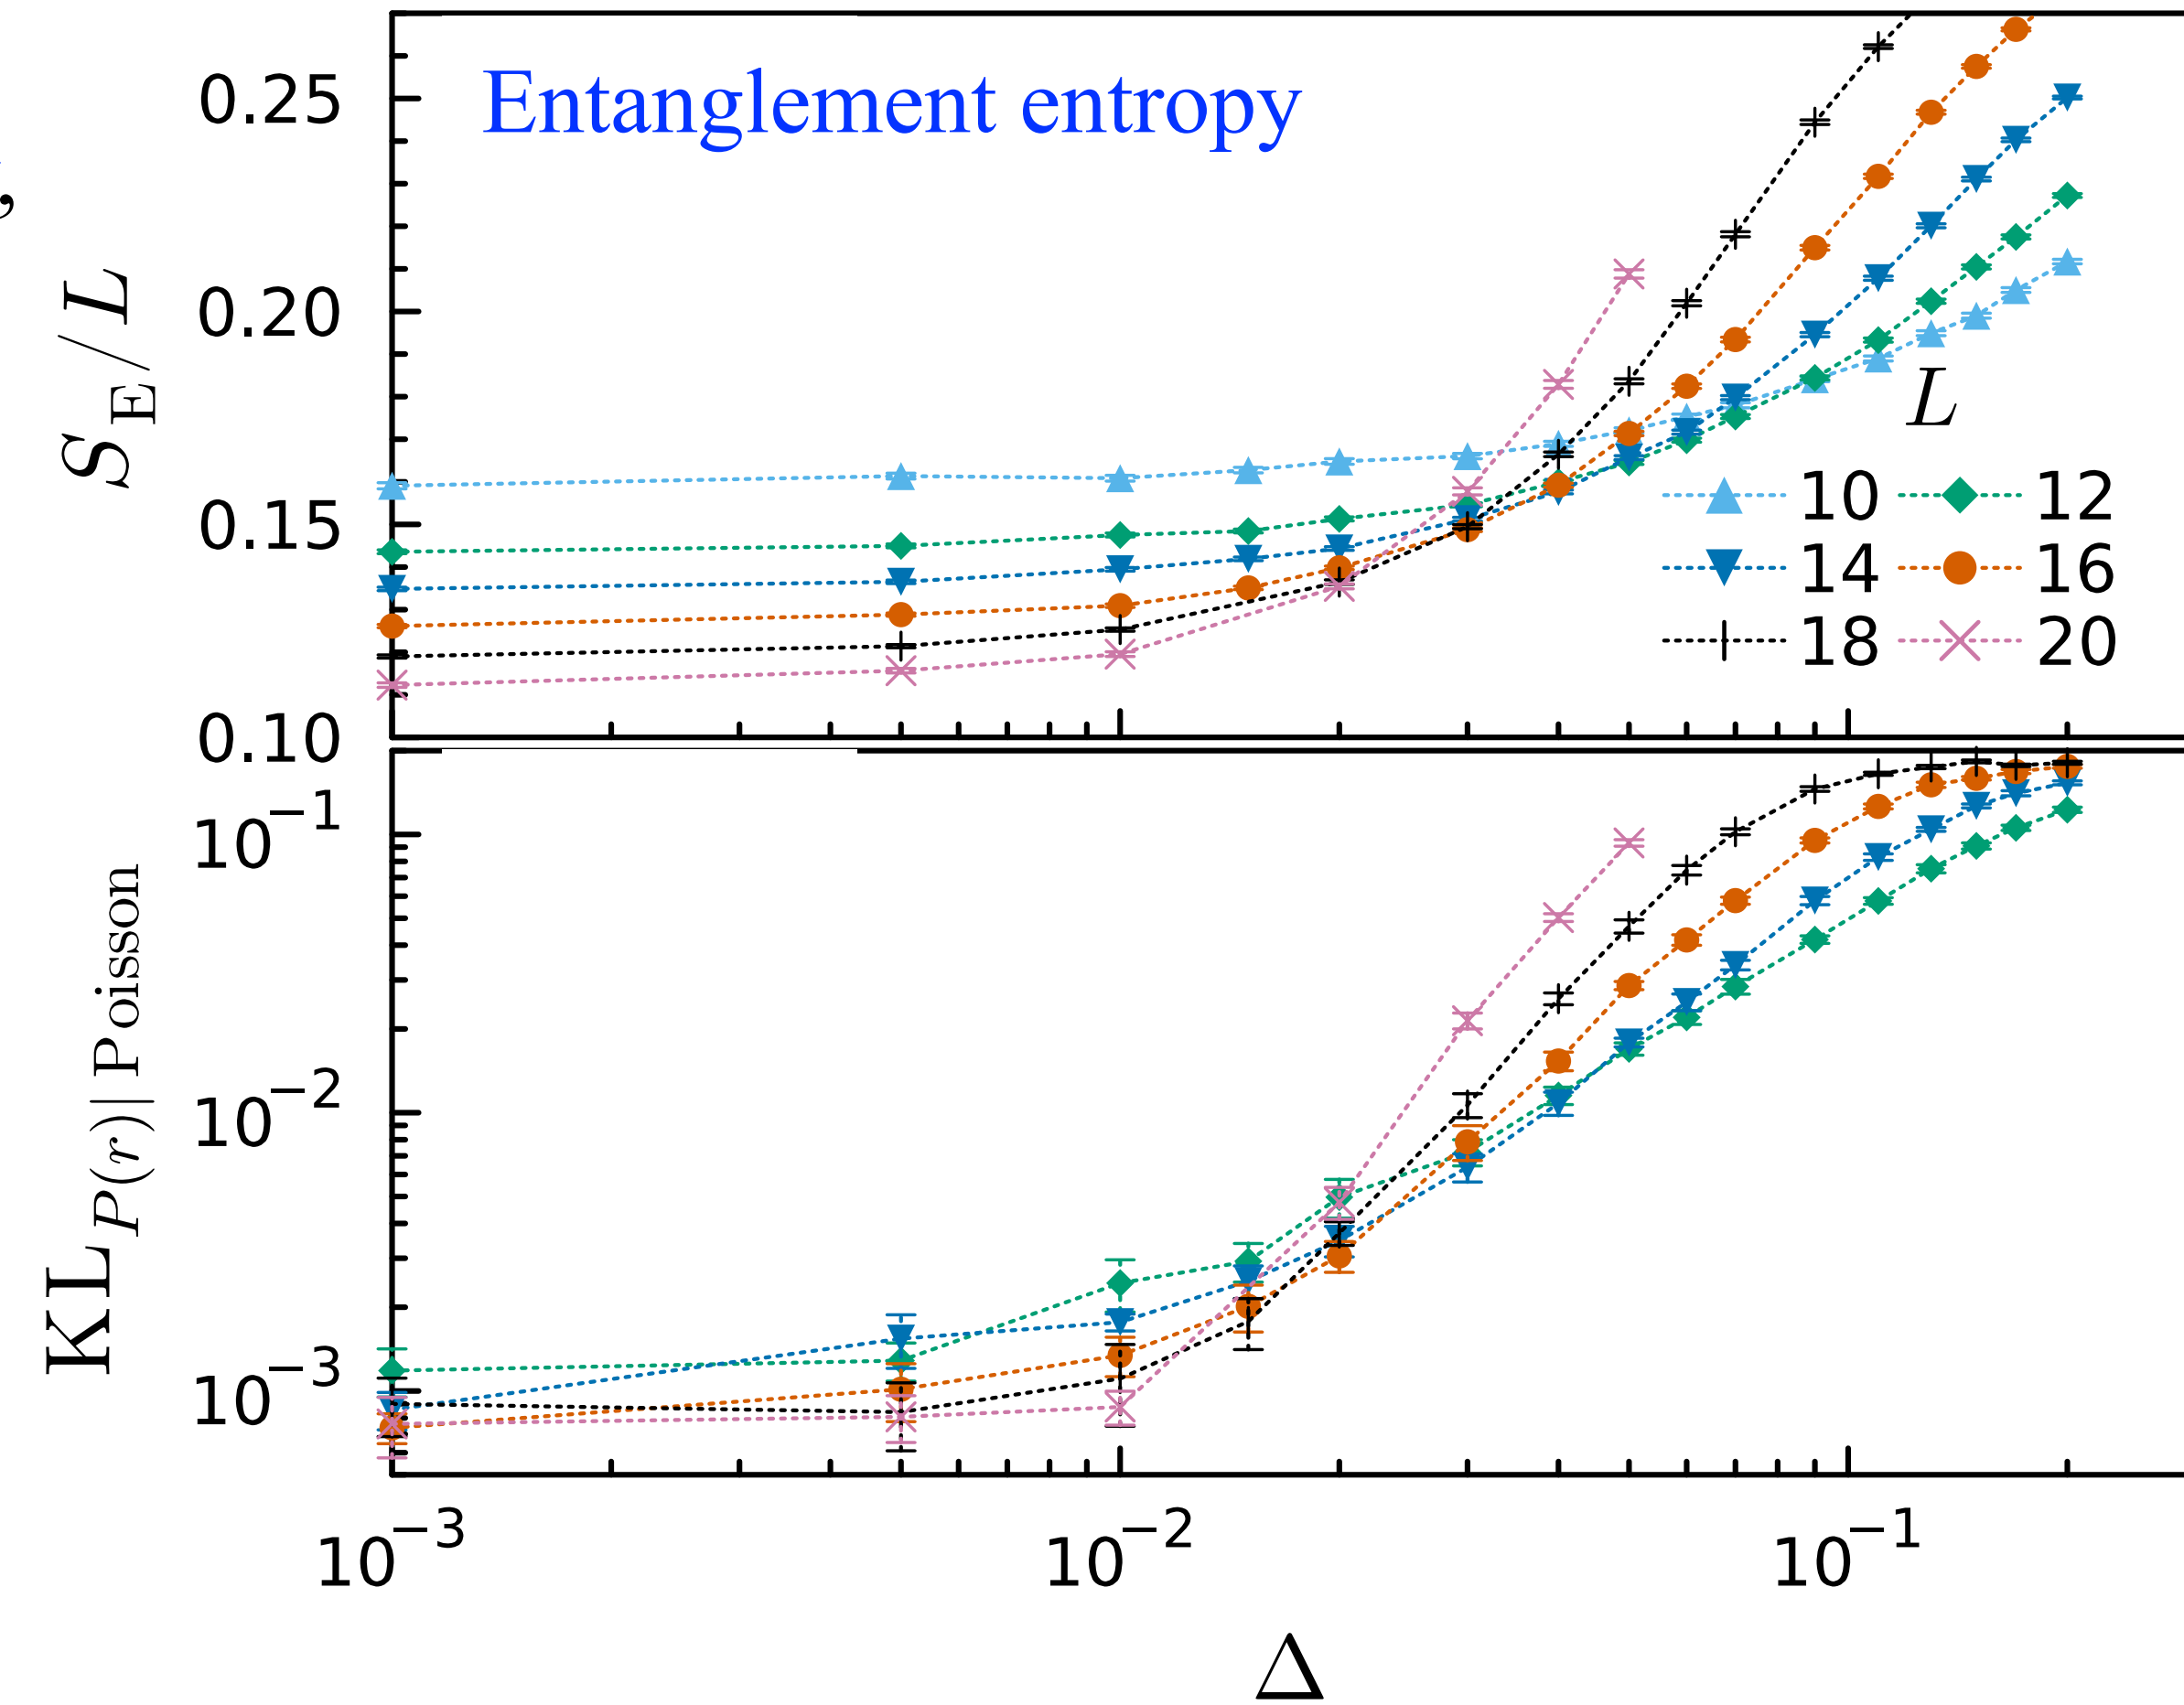 ,
Entanglement entropy
S_E/L
0.25
0.20
0.15
0.10
L
10 12
14 16
18 20
KL_{P(r)|Poisson}
10^{−1}
10^{−2}
10^{−3}
10^{−3} 10^{−2} 10^{−1}
Δ